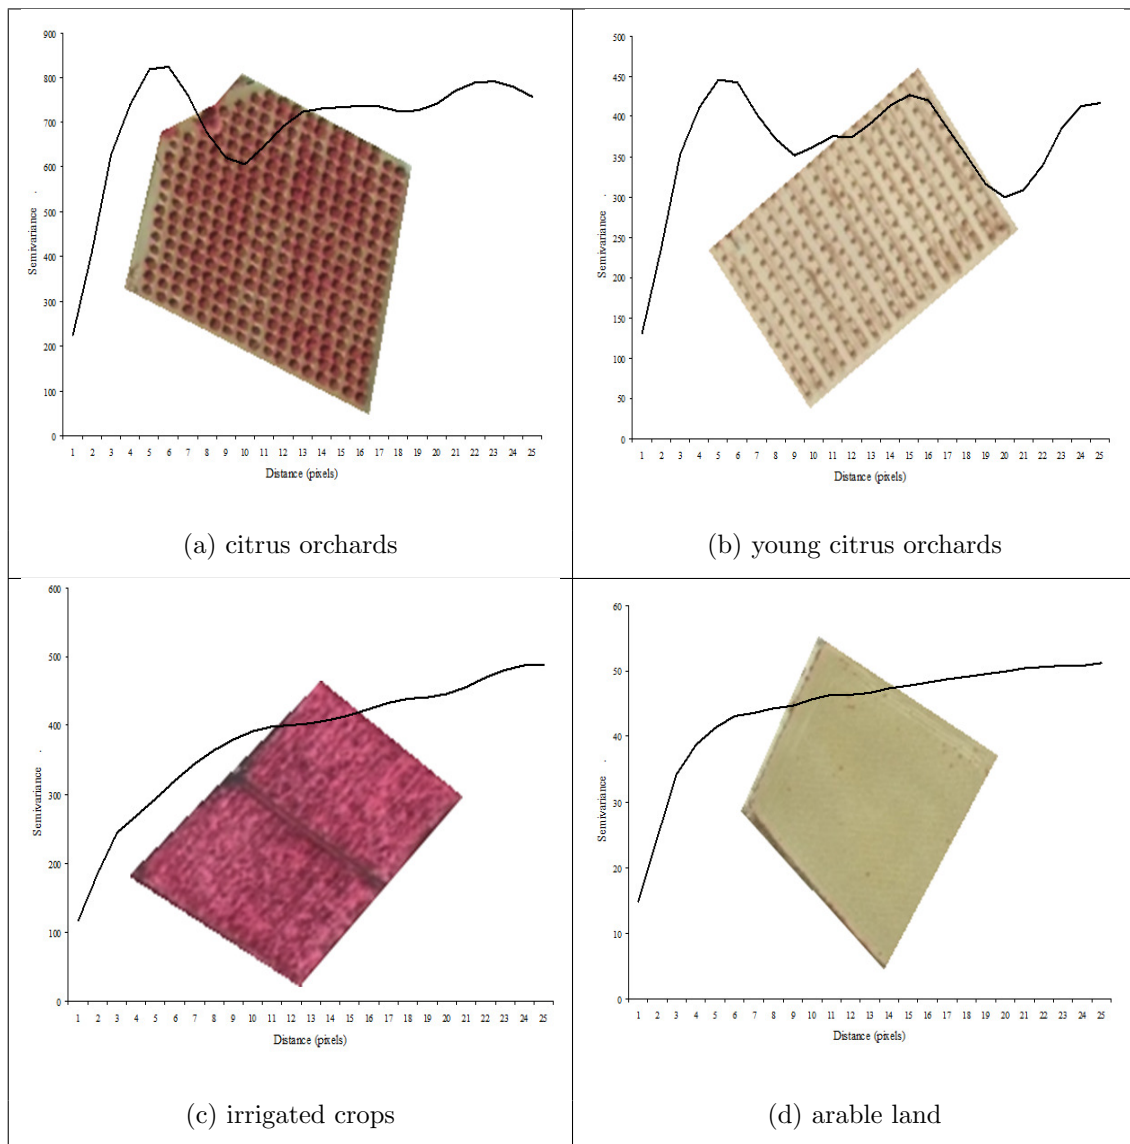 900
800
700
600
500
400
300
200
100
0
Semivariance
1 2 3 4 5 6 7 8 9 10 11 12 13 14 15 16 17 18 19 20 21 22 23 24 25
Distance (pixels)
(a) citrus orchards
500
450
400
350
300
250
200
150
100
50
0
Semivariance
1 2 3 4 5 6 7 8 9 10 11 12 13 14 15 16 17 18 19 20 21 22 23 24 25
Distance (pixels)
(b) young citrus orchards
600
500
400
300
200
100
0
Semivariance
1 2 3 4 5 6 7 8 9 10 11 12 13 14 15 16 17 18 19 20 21 22 23 24 25
Distance (pixels)
(c) irrigated crops
60
50
40
30
20
10
0
Semivariance
1 2 3 4 5 6 7 8 9 10 11 12 13 14 15 16 17 18 19 20 21 22 23 24 25
Distance (pixels)
(d) arable land